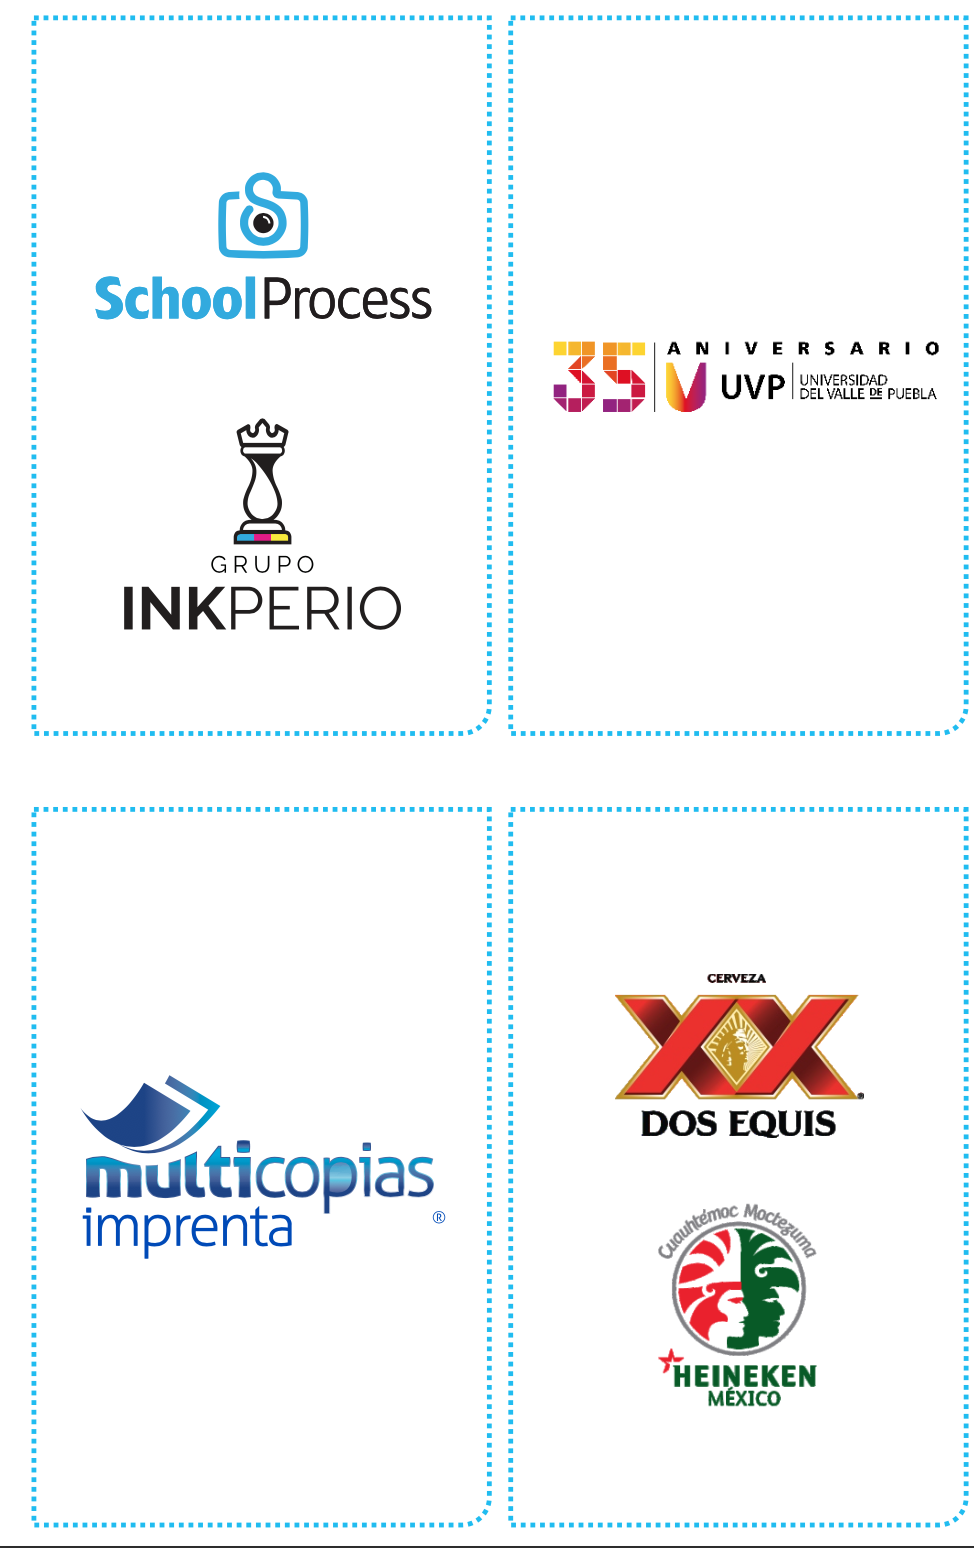 SchoolProcess
GRUPO
INKPERIO
35
ANIVERSARIO
UVP
UNIVERSIDAD
DEL VALLE DE PUEBLA
multicopias
imprenta ®
CERVEZA
XX
®
DOS EQUIS
Cuauhtémoc Moctezuma
HEINEKEN
MÉXICO